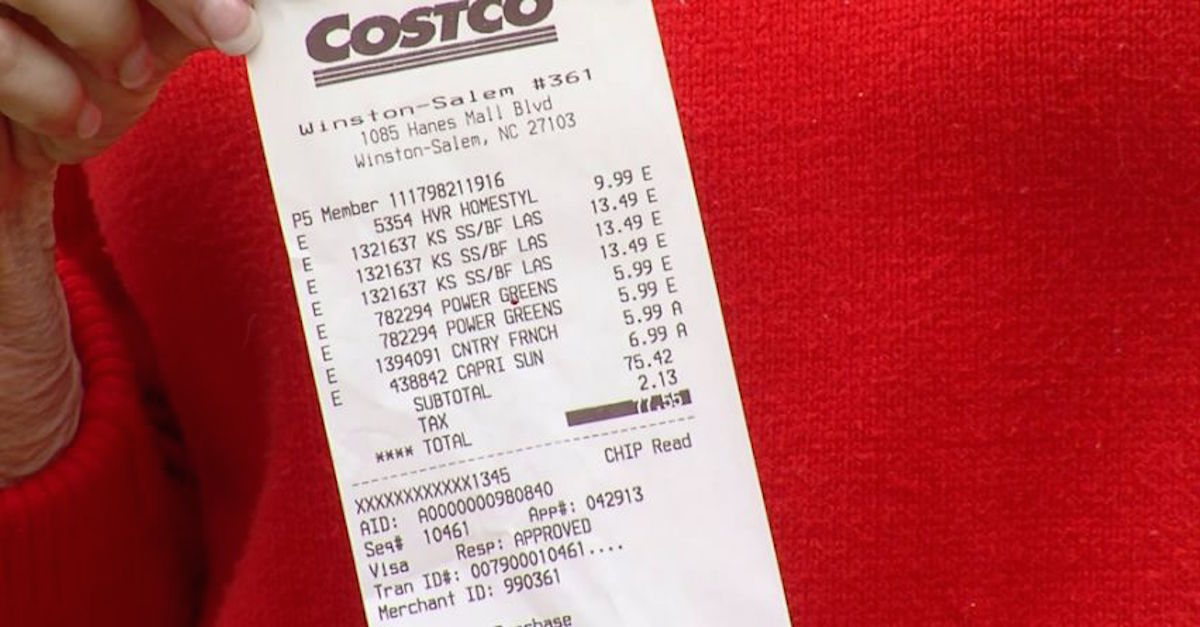 COSTCO
Winston-Salem #361
1085 Hanes Mall Blvd
Winston-Salem, NC 27103
P5 Member 111798211916
E 5354 HVR HOMESTYL 9.99 E
E 1321637 KS SS/BF LAS 13.49 E
E 1321637 KS SS/BF LAS 13.49 E
E 1321637 KS SS/BF LAS 13.49 E
E 782294 POWER GREENS 5.99 E
E 782294 POWER GREENS 5.99 E
E 1394091 CNTRY FRNCH 5.99 A
E 438842 CAPRI SUN 6.99 A
SUBTOTAL 75.42
TAX 2.13
**** TOTAL 77.55
XXXXXXXXXXXX1345 CHIP Read
AID: A0000000980840
Seq# 10461 App#: 042913
Visa Resp: APPROVED
Tran ID#: 007900010461....
Merchant ID: 990361